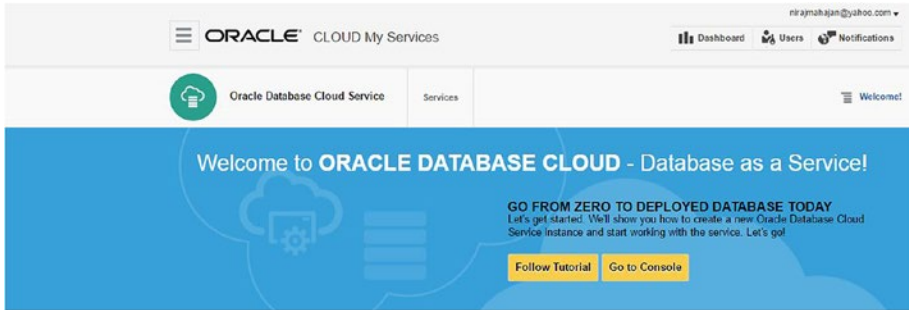 nirajmahajan@yahoo.com
ORACLE CLOUD My Services
Dashboard Users Notifications
Oracle Database Cloud Service Services Welcome!
Welcome to ORACLE DATABASE CLOUD - Database as a Service!
GO FROM ZERO TO DEPLOYED DATABASE TODAY
Let's get started. We'll show you how to create a new Oracle Database Cloud
Service Instance and start working with the service. Let's go!
Follow Tutorial Go to Console